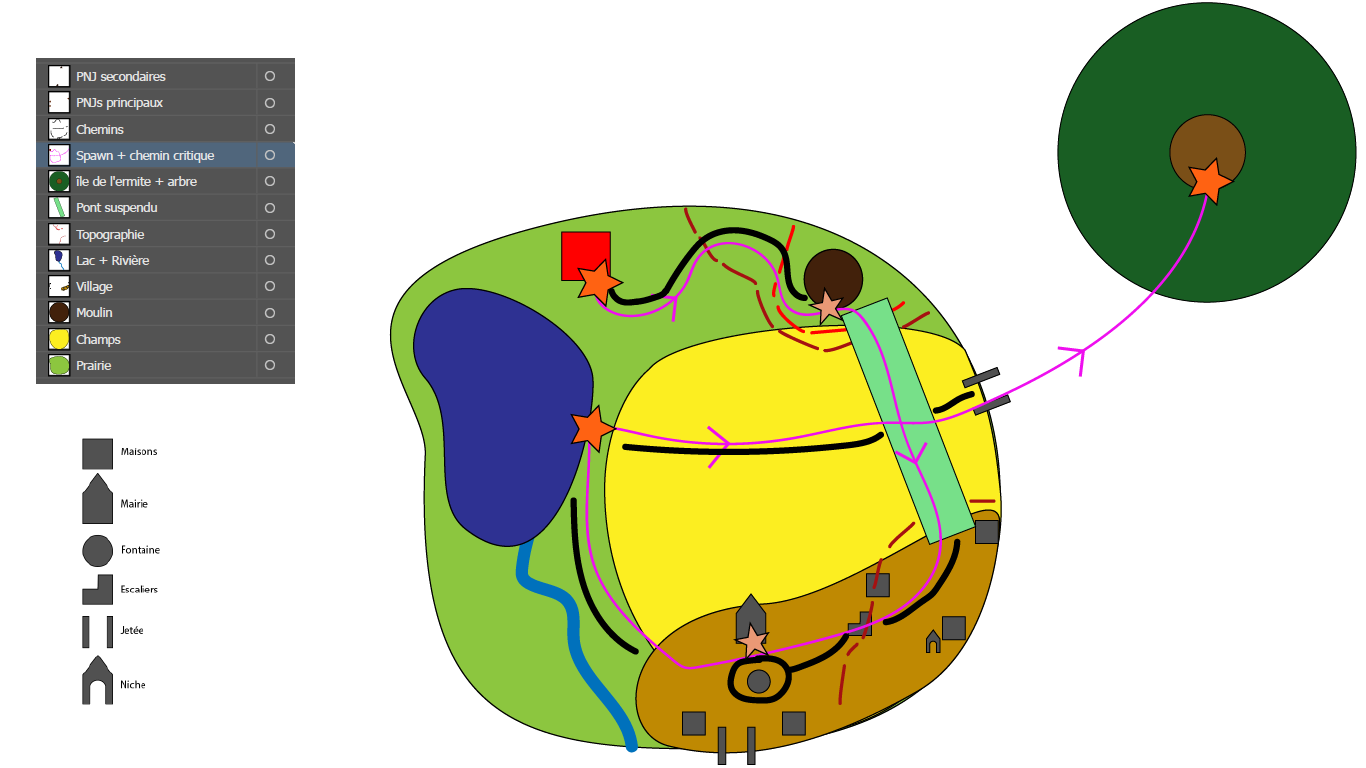 PNJ secondaires
PNJs principaux
Chemins
Spawn + chemin critique
île de l'ermite + arbre
Pont suspendu
Topographie
Lac + Rivière
Village
Moulin
Champs
Prairie
Maisons
Mairie
Fontaine
Escaliers
Jetée
Niche